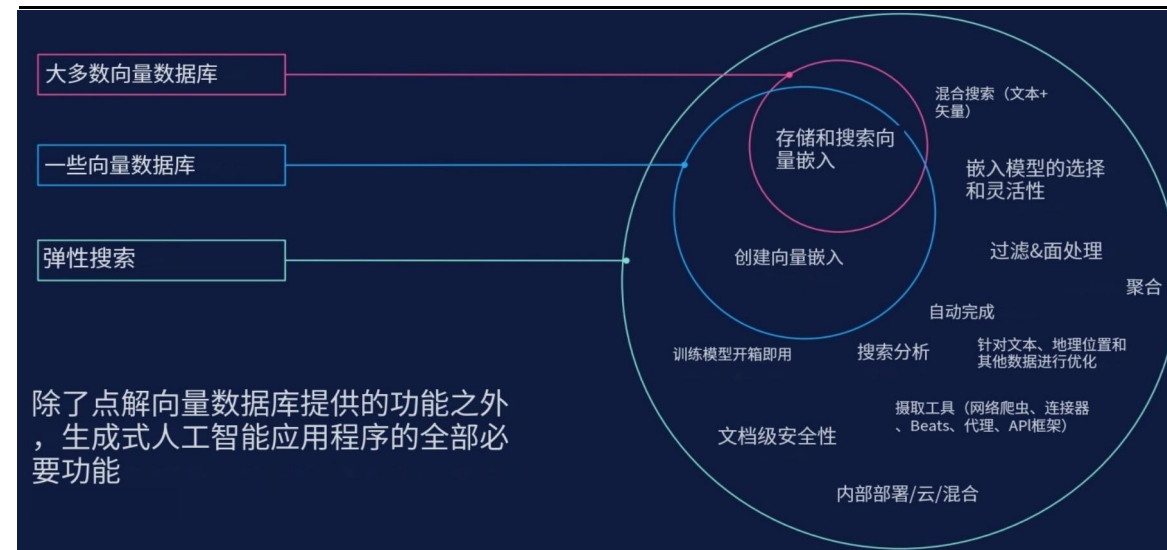 大多数向量数据库
一些向量数据库
弹性搜索
除了点解向量数据库提供的功能之外
，生成式人工智能应用程序的全部必
要功能
存储和搜索向
量嵌入
创建向量嵌入
混合搜索（文本+
矢量）
嵌入模型的选择
和灵活性
过滤&面处理
聚合
自动完成
训练模型开箱即用
搜索分析
针对文本、地理位置和
其他数据进行优化
摄取工具（网络爬虫、连接器
、Beats、代理、API框架）
文档级安全性
内部部署/云/混合